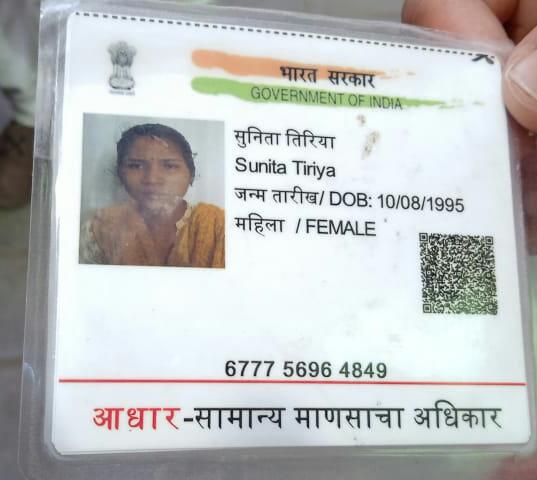 भारत सरकार
GOVERNMENT OF INDIA
सुनिता तिरिया
Sunita Tiriya
जन्म तारीख/ DOB: 10/08/1995
महिला / FEMALE
6777 5696 4849
आधार-सामान्य माणसाचा अधिकार